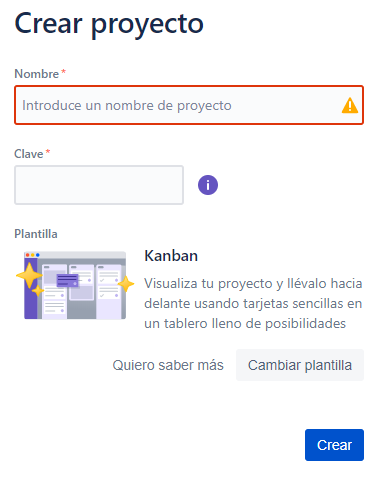 Crear proyecto
Nombre*
Introduce un nombre de proyecto
Clave*
Plantilla
Kanban
Visualiza tu proyecto y llévalo hacia
delante usando tarjetas sencillas en
un tablero lleno de posibilidades
Quiero saber más Cambiar plantilla
Crear